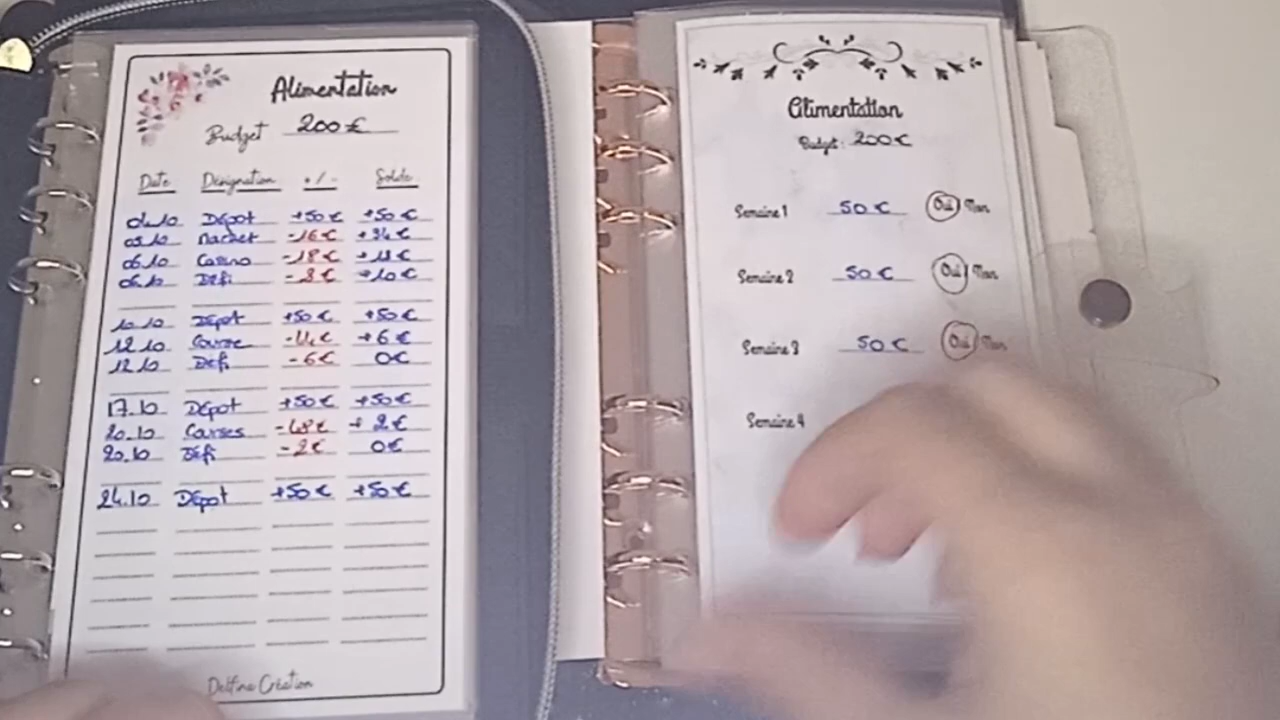 Alimentation
Budget 200 €
Date Désignation +/- Solde
04.10 Dépot +50 € +50 €
05.10 Machet -16 € +34 €
06.10 Casino -18 €
06.10 Défi +10 €
10.10 Dépot +50 € +50 €
12.10 Course -44 € +6 €
12.10 Défi -6 € 0 €
17.10 Dépot +50 € +50 €
20.10 Courses -48 € + 2 €
20.10 Défi -2 € 0 €
24.10 Dépot +50 € +50 €
Delfine Création
Alimentation
Budget : 200 €
Semaine 1 50 € Oui / Non
Semaine 2 50 € Oui / Non
Semaine 3 50 € Oui / Non
Semaine 4